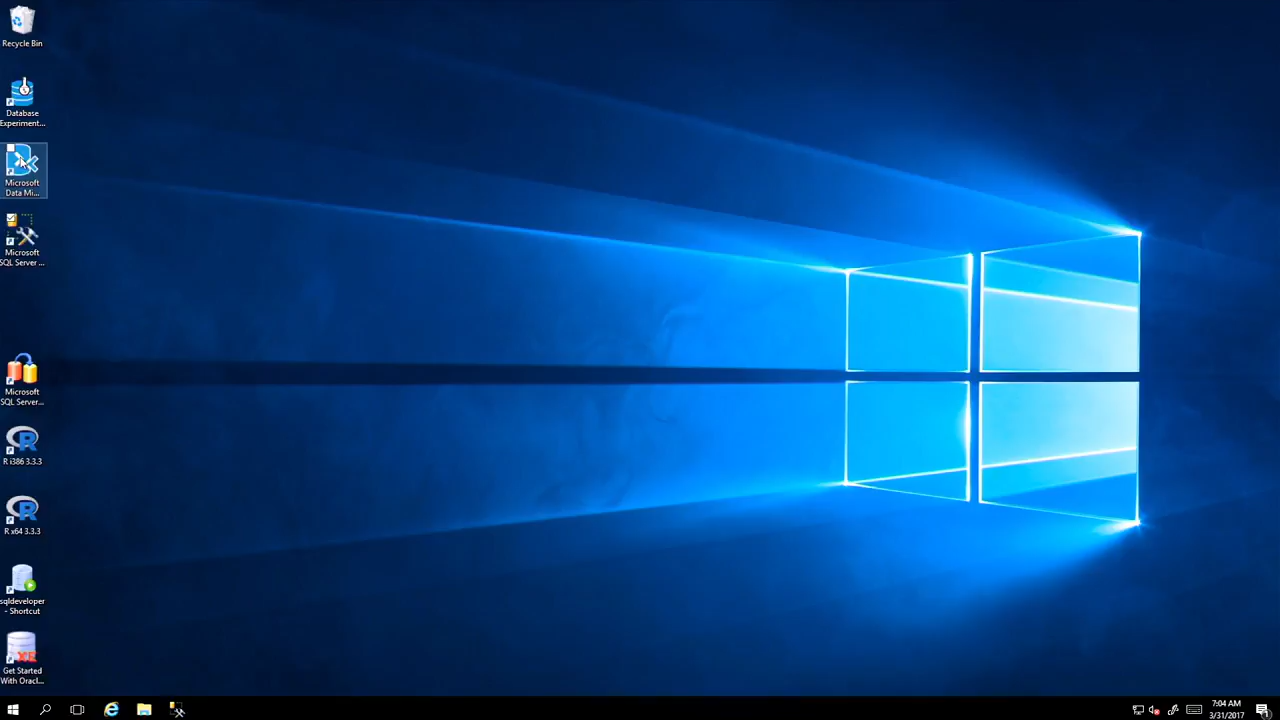 Recycle Bin
Database
Experiment...
Microsoft
Data Mi...
Microsoft
SQL Server ...
Microsoft
SQL Server...
R i386 3.3.3
R x64 3.3.3
sqldeveloper
- Shortcut
XE
Get Started
With Oracl...
7:04 AM
3/31/2017